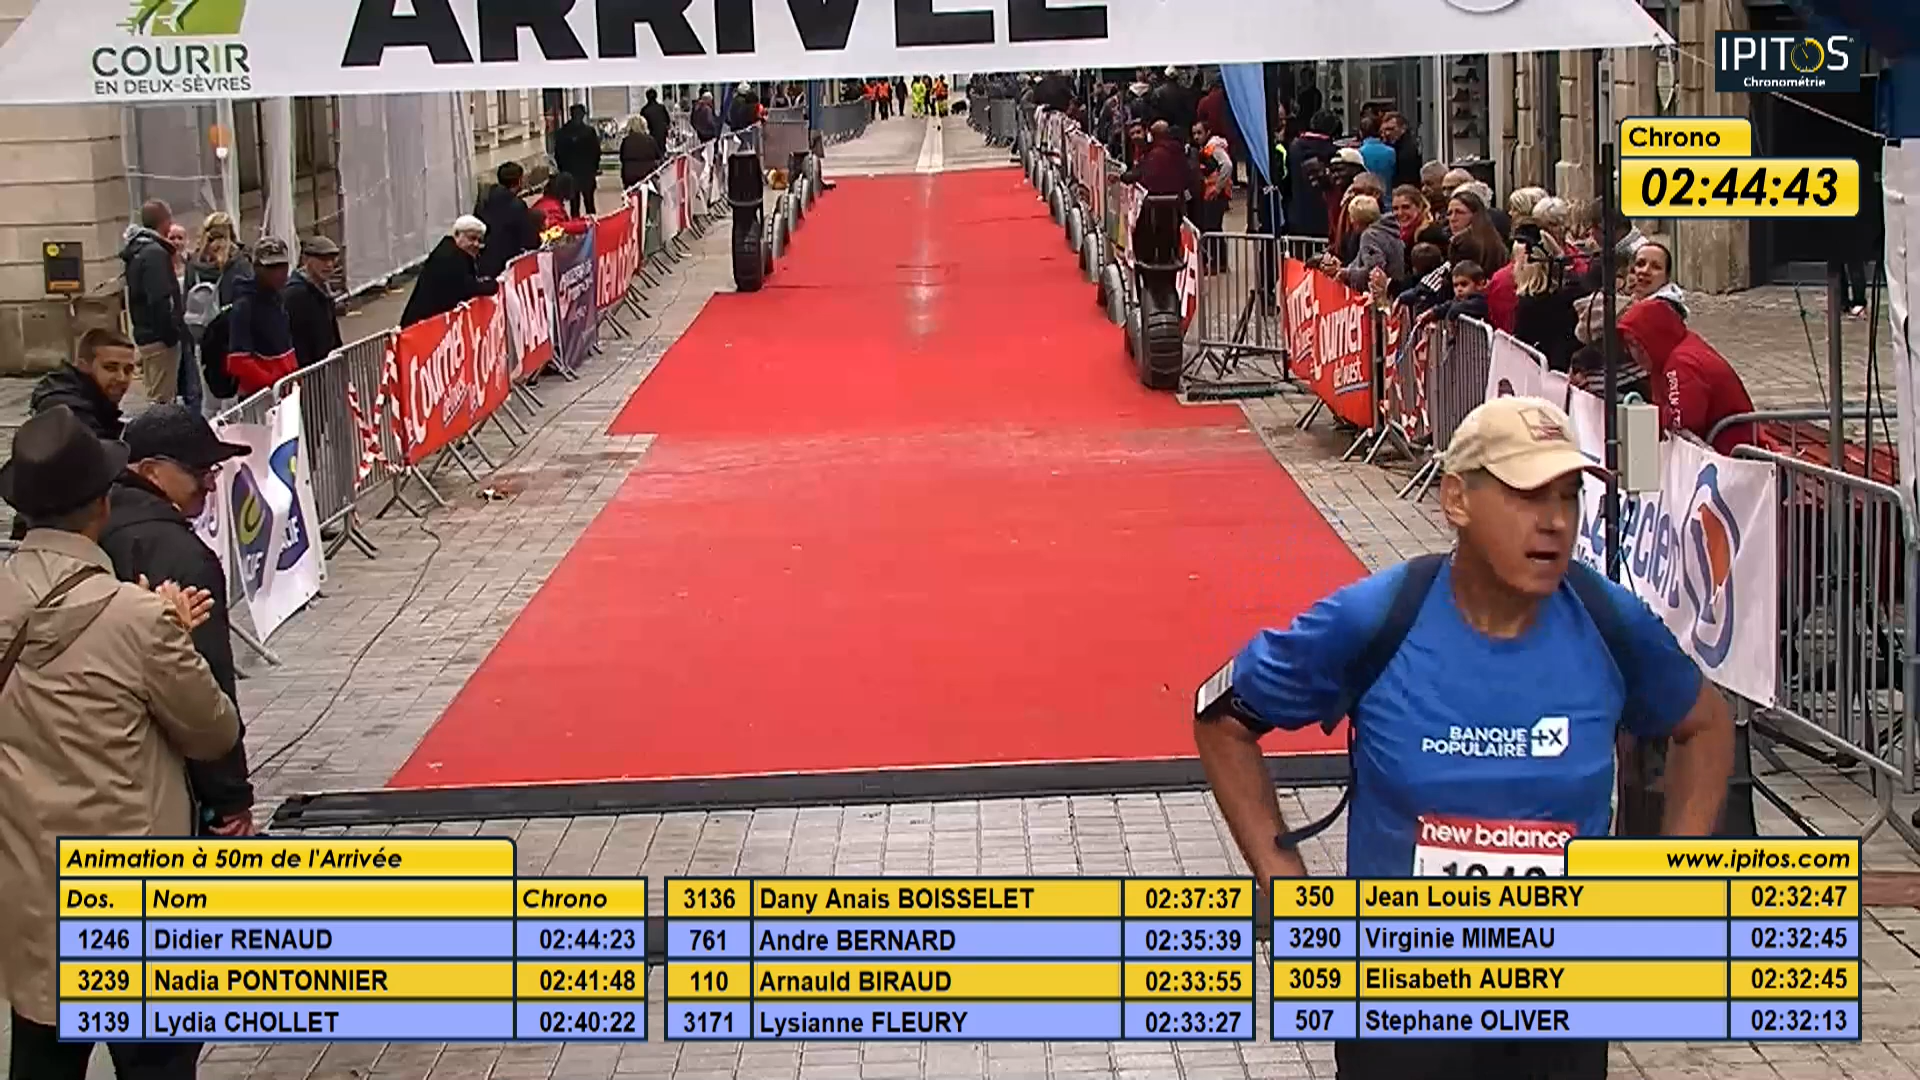 ARRIVÉE
COURIR
EN DEUX-SÈVRES
IPITOS
Chronométrie
Chrono
02:44:43
Courrier
de l'ouest
BANQUE
POPULAIRE
new balance
Animation à 50m de l'Arrivée
www.ipitos.com
Dos. Nom Chrono
1246 Didier RENAUD 02:44:23
3239 Nadia PONTONNIER 02:41:48
3139 Lydia CHOLLET 02:40:22
3136 Dany Anais BOISSELET 02:37:37
761 Andre BERNARD 02:35:39
110 Arnauld BIRAUD 02:33:55
3171 Lysianne FLEURY 02:33:27
350 Jean Louis AUBRY 02:32:47
3290 Virginie MIMEAU 02:32:45
3059 Elisabeth AUBRY 02:32:45
507 Stephane OLIVER 02:32:13